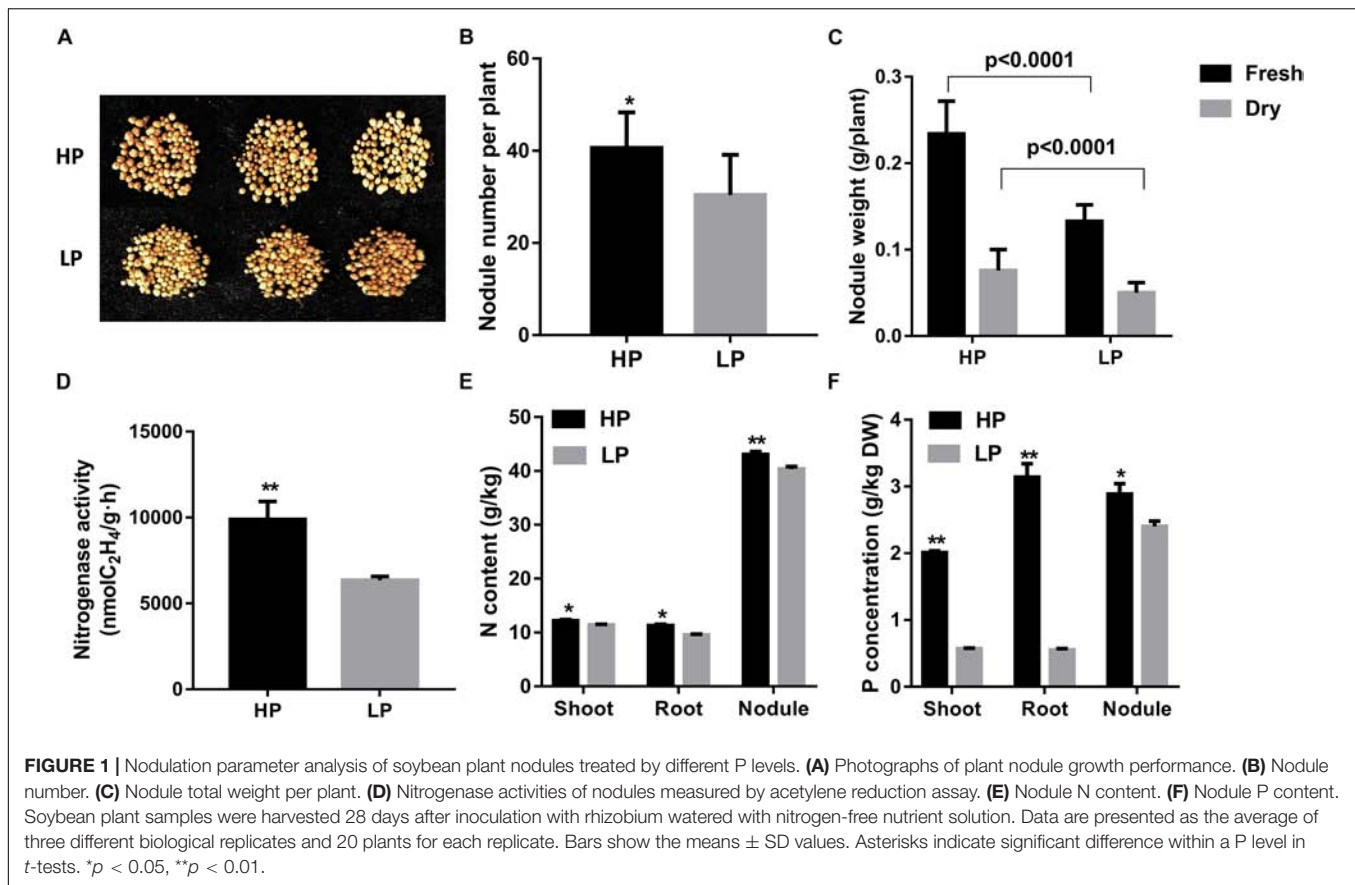 A
HP
LP
B
Nodule number per plant
60
40
20
0
*
HP
LP
C
Nodule weight (g/plant)
0.3
0.2
0.1
0.0
p<0.0001
p<0.0001
HP
LP
Fresh
Dry
D
Nitrogenase activity
(nmolC₂H₄/g·h)
15000
10000
5000
0
**
HP
LP
E
HP
LP
N content (g/kg)
50
40
30
20
10
0
*
*
**
Shoot
Root
Nodule
F
HP
LP
P concentration (g/kg DW)
4
3
2
1
0
**
**
*
Shoot
Root
Nodule
FIGURE 1 | Nodulation parameter analysis of soybean plant nodules treated by different P levels. (A) Photographs of plant nodule growth performance. (B) Nodule
number. (C) Nodule total weight per plant. (D) Nitrogenase activities of nodules measured by acetylene reduction assay. (E) Nodule N content. (F) Nodule P content.
Soybean plant samples were harvested 28 days after inoculation with rhizobium watered with nitrogen-free nutrient solution. Data are presented as the average of
three different biological replicates and 20 plants for each replicate. Bars show the means ± SD values. Asterisks indicate significant difference within a P level in
t-tests. *p < 0.05, **p < 0.01.